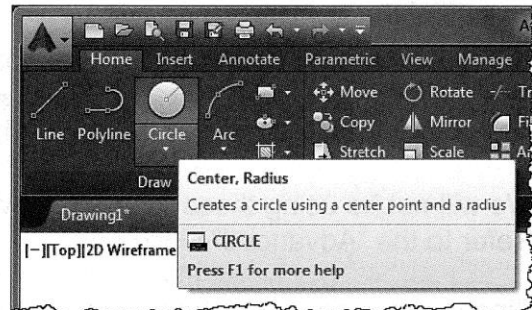 Home Insert Annotate Parametric View Manage
Line Polyline Circle Arc
Move Rotate
Copy Mirror
Stretch Scale
Draw
Center, Radius
Creates a circle using a center point and a radius
CIRCLE
Press F1 for more help
Drawing1*
[−][Top][2D Wireframe